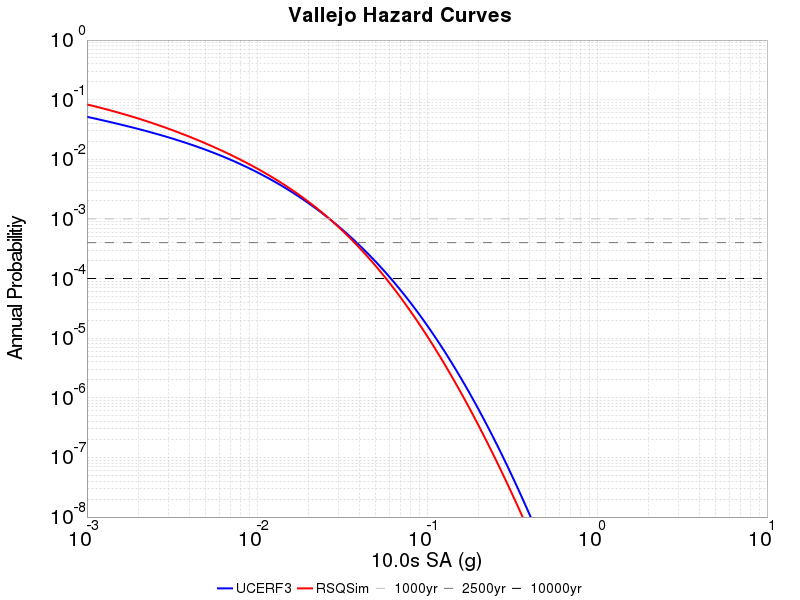 Vallejo Hazard Curves
10^0
10^-1
10^-2
10^-3
10^-4
10^-5
10^-6
10^-7
10^-8
Annual Probability
10^-3 10^-2 10^-1 10^0 10^1
10.0s SA (g)
UCERF3 RSQSim 1000yr 2500yr 10000yr